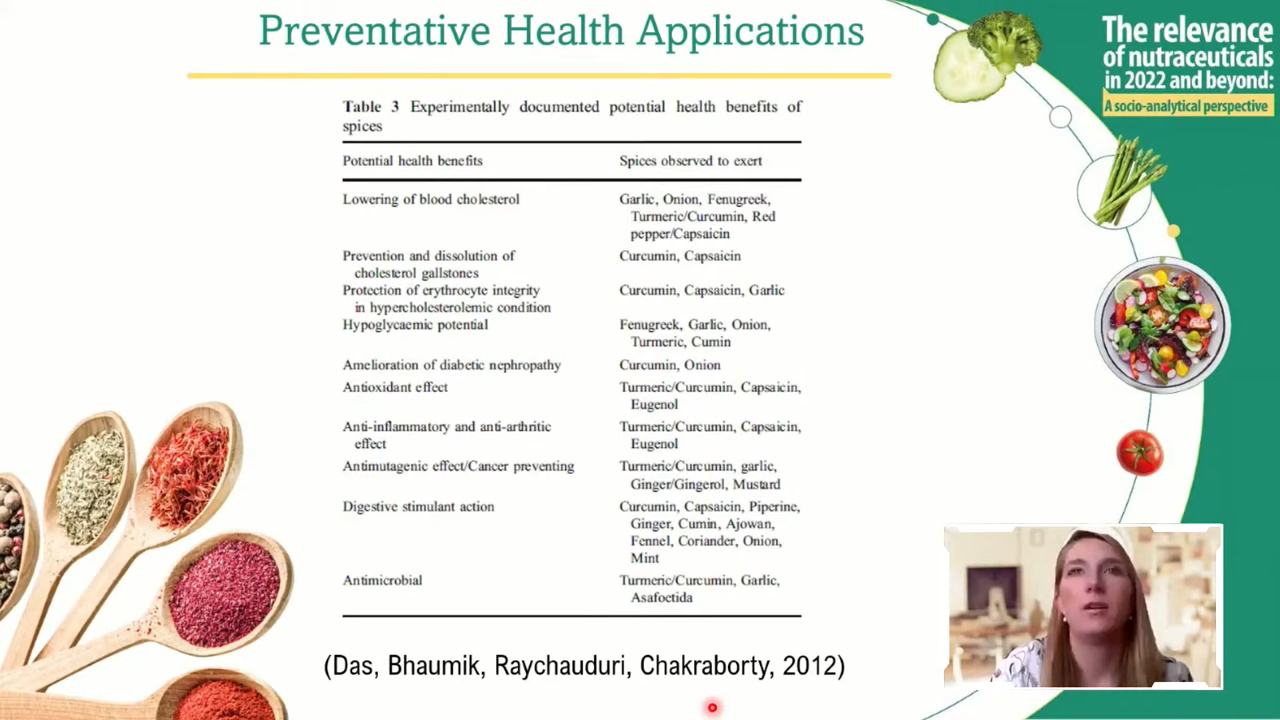 Preventative Health Applications
The relevance
of nutraceuticals
in 2022 and beyond:
A socio-analytical perspective
Table 3 Experimentally documented potential health benefits of
spices
Potential health benefits Spices observed to exert
Lowering of blood cholesterol Garlic, Onion, Fenugreek,
Turmeric/Curcumin, Red
pepper/Capsaicin
Prevention and dissolution of Curcumin, Capsaicin
cholesterol gallstones
Protection of erythrocyte integrity Curcumin, Capsaicin, Garlic
in hypercholesterolemic condition
Hypoglycaemic potential Fenugreek, Garlic, Onion,
Turmeric, Cumin
Amelioration of diabetic nephropathy Curcumin, Onion
Antioxidant effect Turmeric/Curcumin, Capsaicin,
Eugenol
Anti-inflammatory and anti-arthritic Turmeric/Curcumin, Capsaicin,
effect Eugenol
Antimutagenic effect/Cancer preventing Turmeric/Curcumin, garlic,
Ginger/Gingerol, Mustard
Digestive stimulant action Curcumin, Capsaicin, Piperine,
Ginger, Cumin, Ajowan,
Fennel, Coriander, Onion,
Mint
Antimicrobial Turmeric/Curcumin, Garlic,
Asafoetida
(Das, Bhaumik, Raychauduri, Chakraborty, 2012)